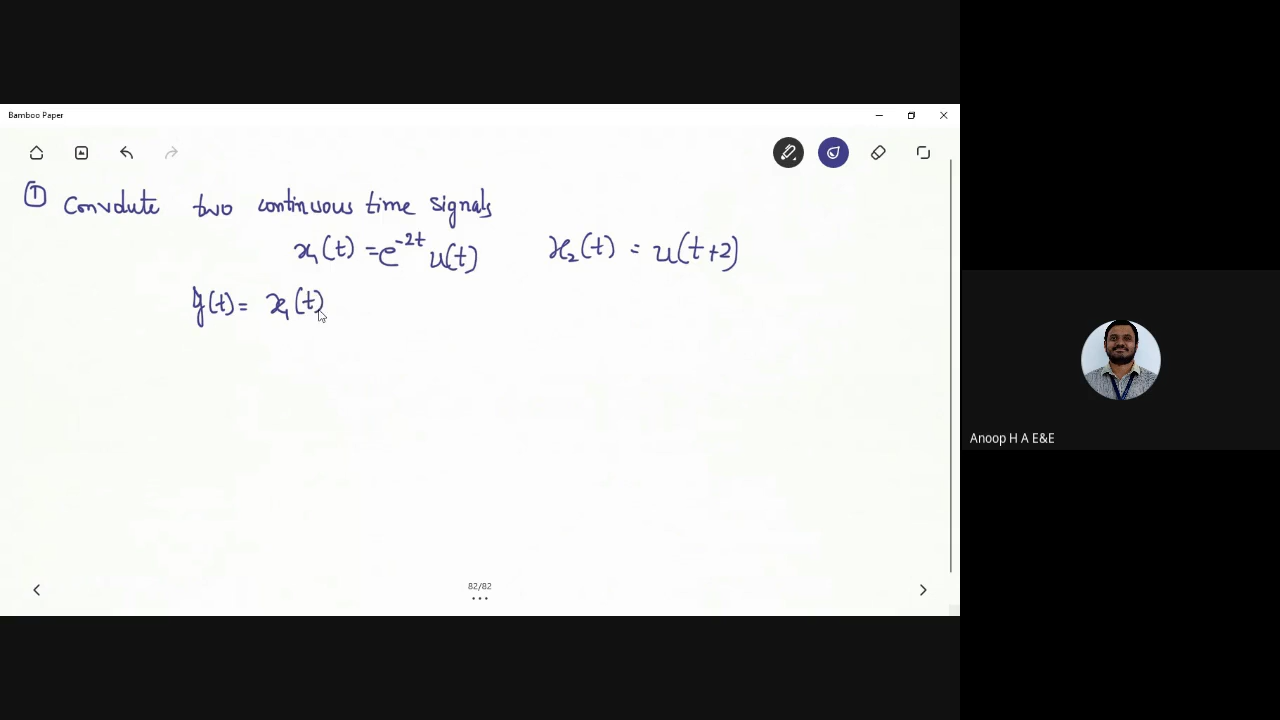 Bamboo Paper
① Convolute two continuous time signals
x₁(t) = e^{-2t} u(t) x₂(t) = u(t+2)
y(t) = x₁(t)
Anoop H A E&E
82/82